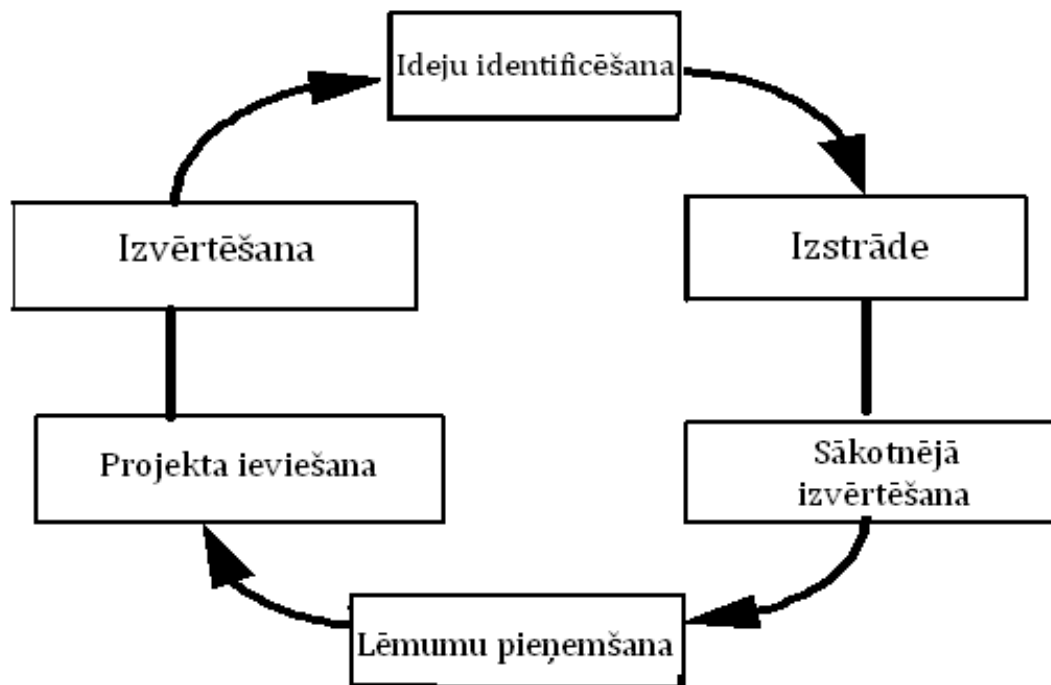 Ideju identificēšana
Izvērtēšana
Izstrāde
Projekta ieviešana
Sākotnējā
izvērtēšana
Lēmumu pieņemšana